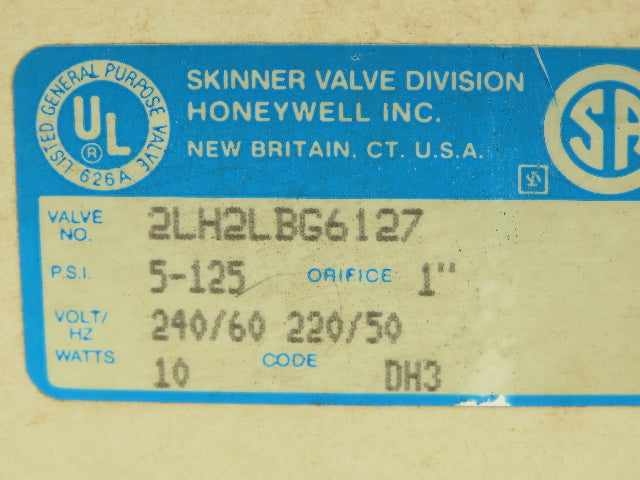 SKINNER VALVE DIVISION
HONEYWELL INC.
NEW BRITAIN, CT. U.S.A.
LISTED GENERAL PURPOSE VALVE
UL
®
626A
SA
VALVE NO. 2LH2LBG6127
P.S.I. 5-125 ORIFICE 1"
VOLT/HZ 240/60 220/50
WATTS 10 CODE DH3